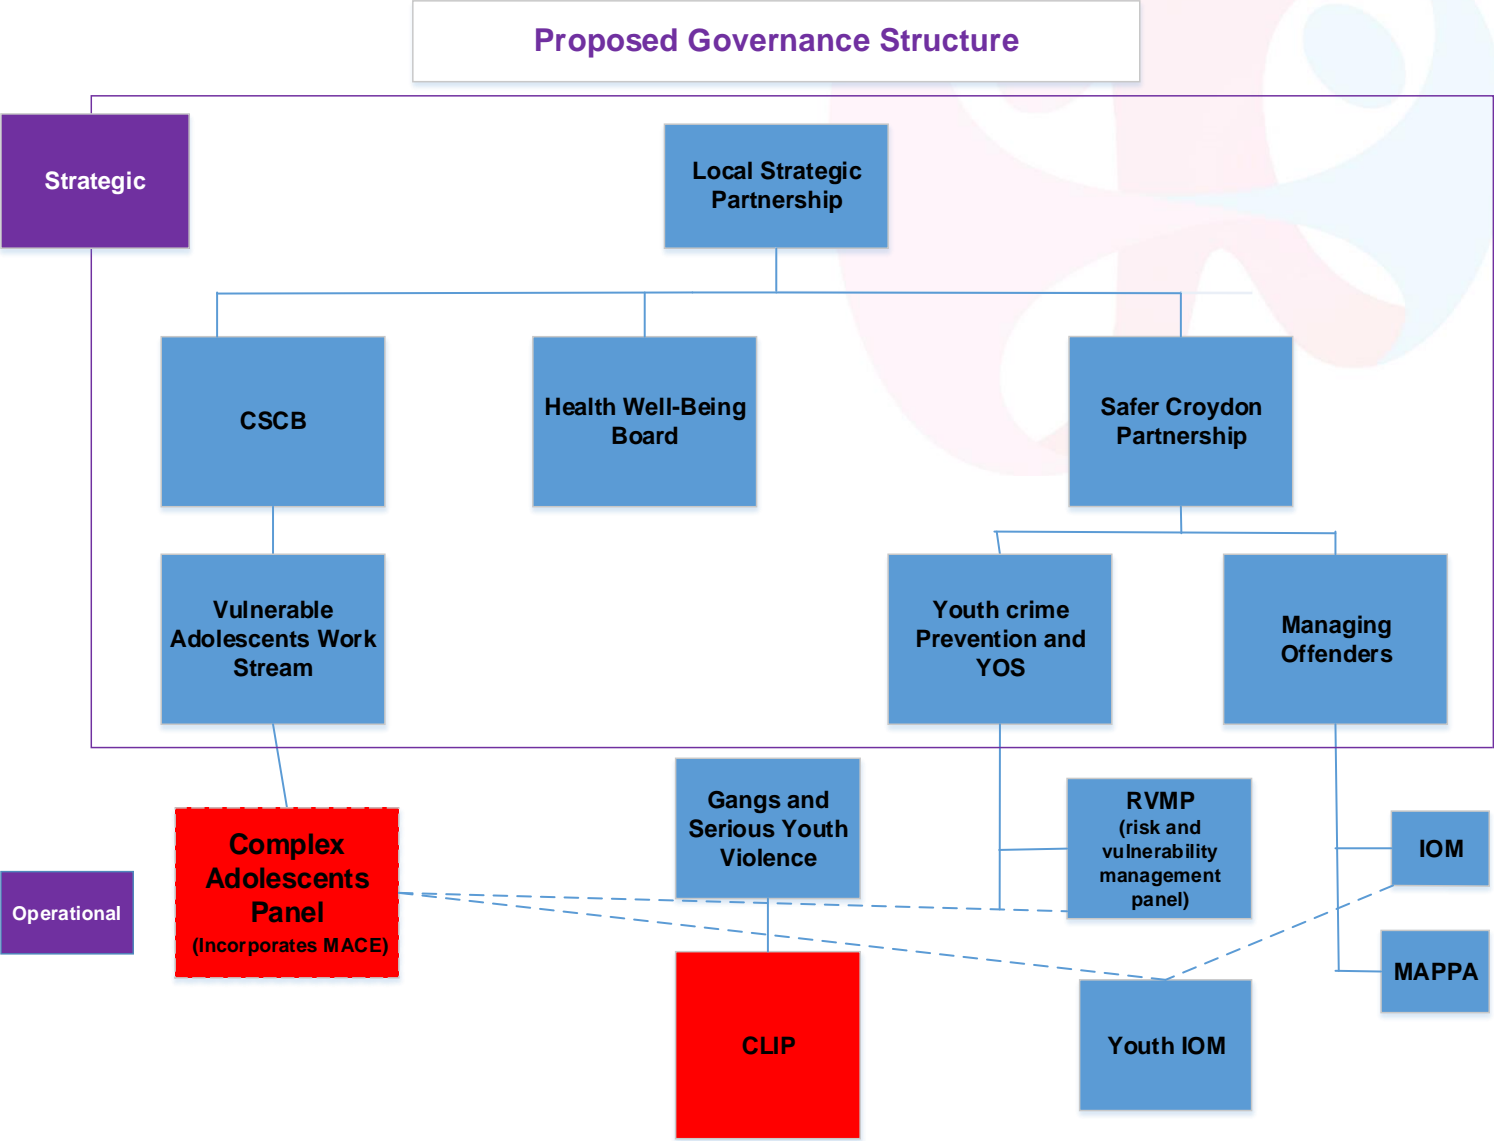 Proposed Governance Structure
Strategic
Local Strategic
Partnership
CSCB
Health Well-Being
Board
Safer Croydon
Partnership
Vulnerable
Adolescents Work
Stream
Youth crime
Prevention and
YOS
Managing
Offenders
Operational
Complex
Adolescents
Panel
(Incorporates MACE)
Gangs and
Serious Youth
Violence
RVMP
(risk and
vulnerability
management
panel)
IOM
MAPPA
CLIP
Youth IOM